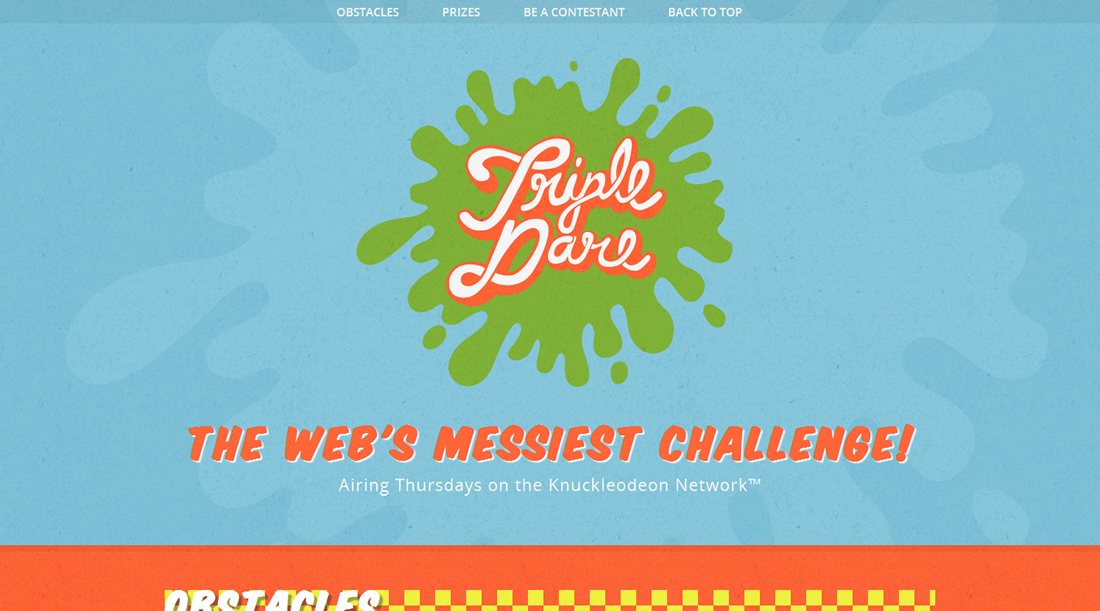 OBSTACLES PRIZES BE A CONTESTANT BACK TO TOP
Triple
Dare
THE WEB'S MESSIEST CHALLENGE!
Airing Thursdays on the Knuckleodeon Network™
OBSTACLES